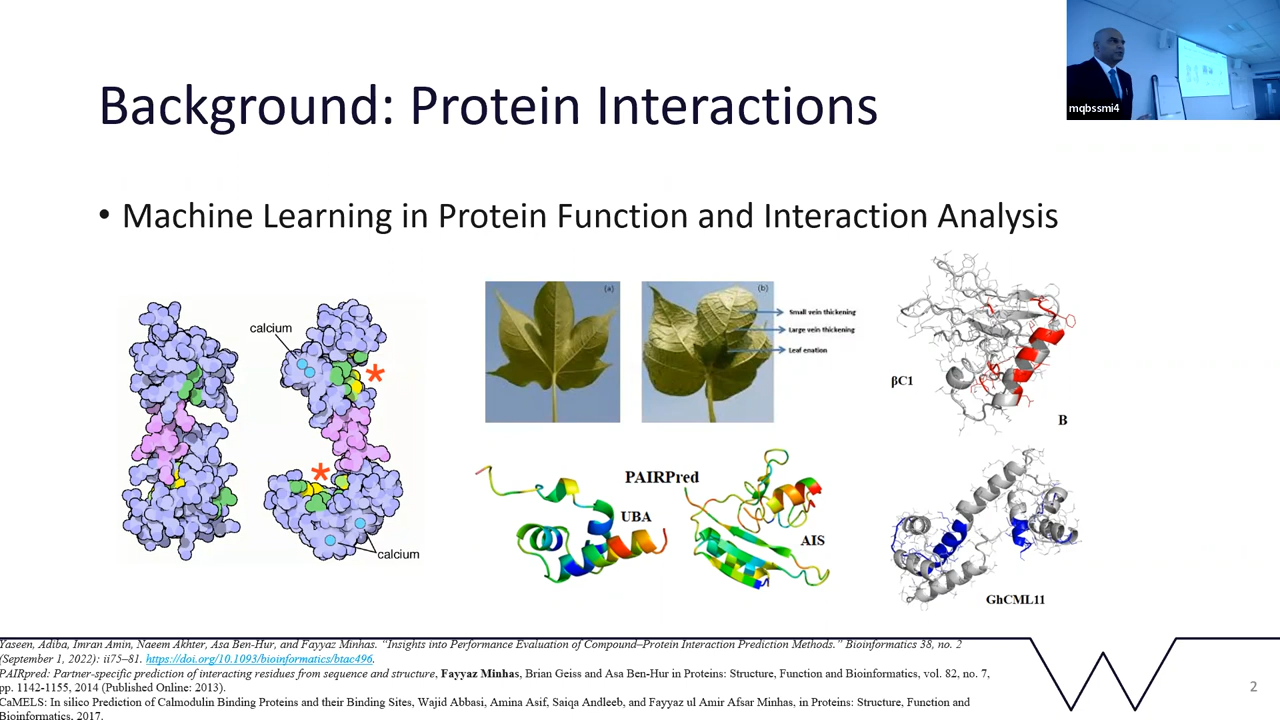 mqbssmi4
Background: Protein Interactions
• Machine Learning in Protein Function and Interaction Analysis
calcium
*
*
calcium
(a)
(b)
Small vein thickening
Large vein thickening
Leaf enation
βC1
B
PAIRPred
UBA
AIS
GhCML11
Yaseen, Adiba, Imran Amin, Naeem Akhter, Asa Ben-Hur, and Fayyaz Minhas. “Insights into Performance Evaluation of Compound–Protein Interaction Prediction Methods.” Bioinformatics 38, no. 2
(September 1, 2022): ii75–81. https://doi.org/10.1093/bioinformatics/btac496.
PAIRpred: Partner-specific prediction of interacting residues from sequence and structure, Fayyaz Minhas, Brian Geiss and Asa Ben-Hur in Proteins: Structure, Function and Bioinformatics, vol. 82, no. 7,
pp. 1142-1155, 2014 (Published Online: 2013).
CaMELS: In silico Prediction of Calmodulin Binding Proteins and their Binding Sites, Wajid Abbasi, Amina Asif, Saiqa Andleeb, and Fayyaz ul Amir Afsar Minhas, in Proteins: Structure, Function and
Bioinformatics, 2017.
2